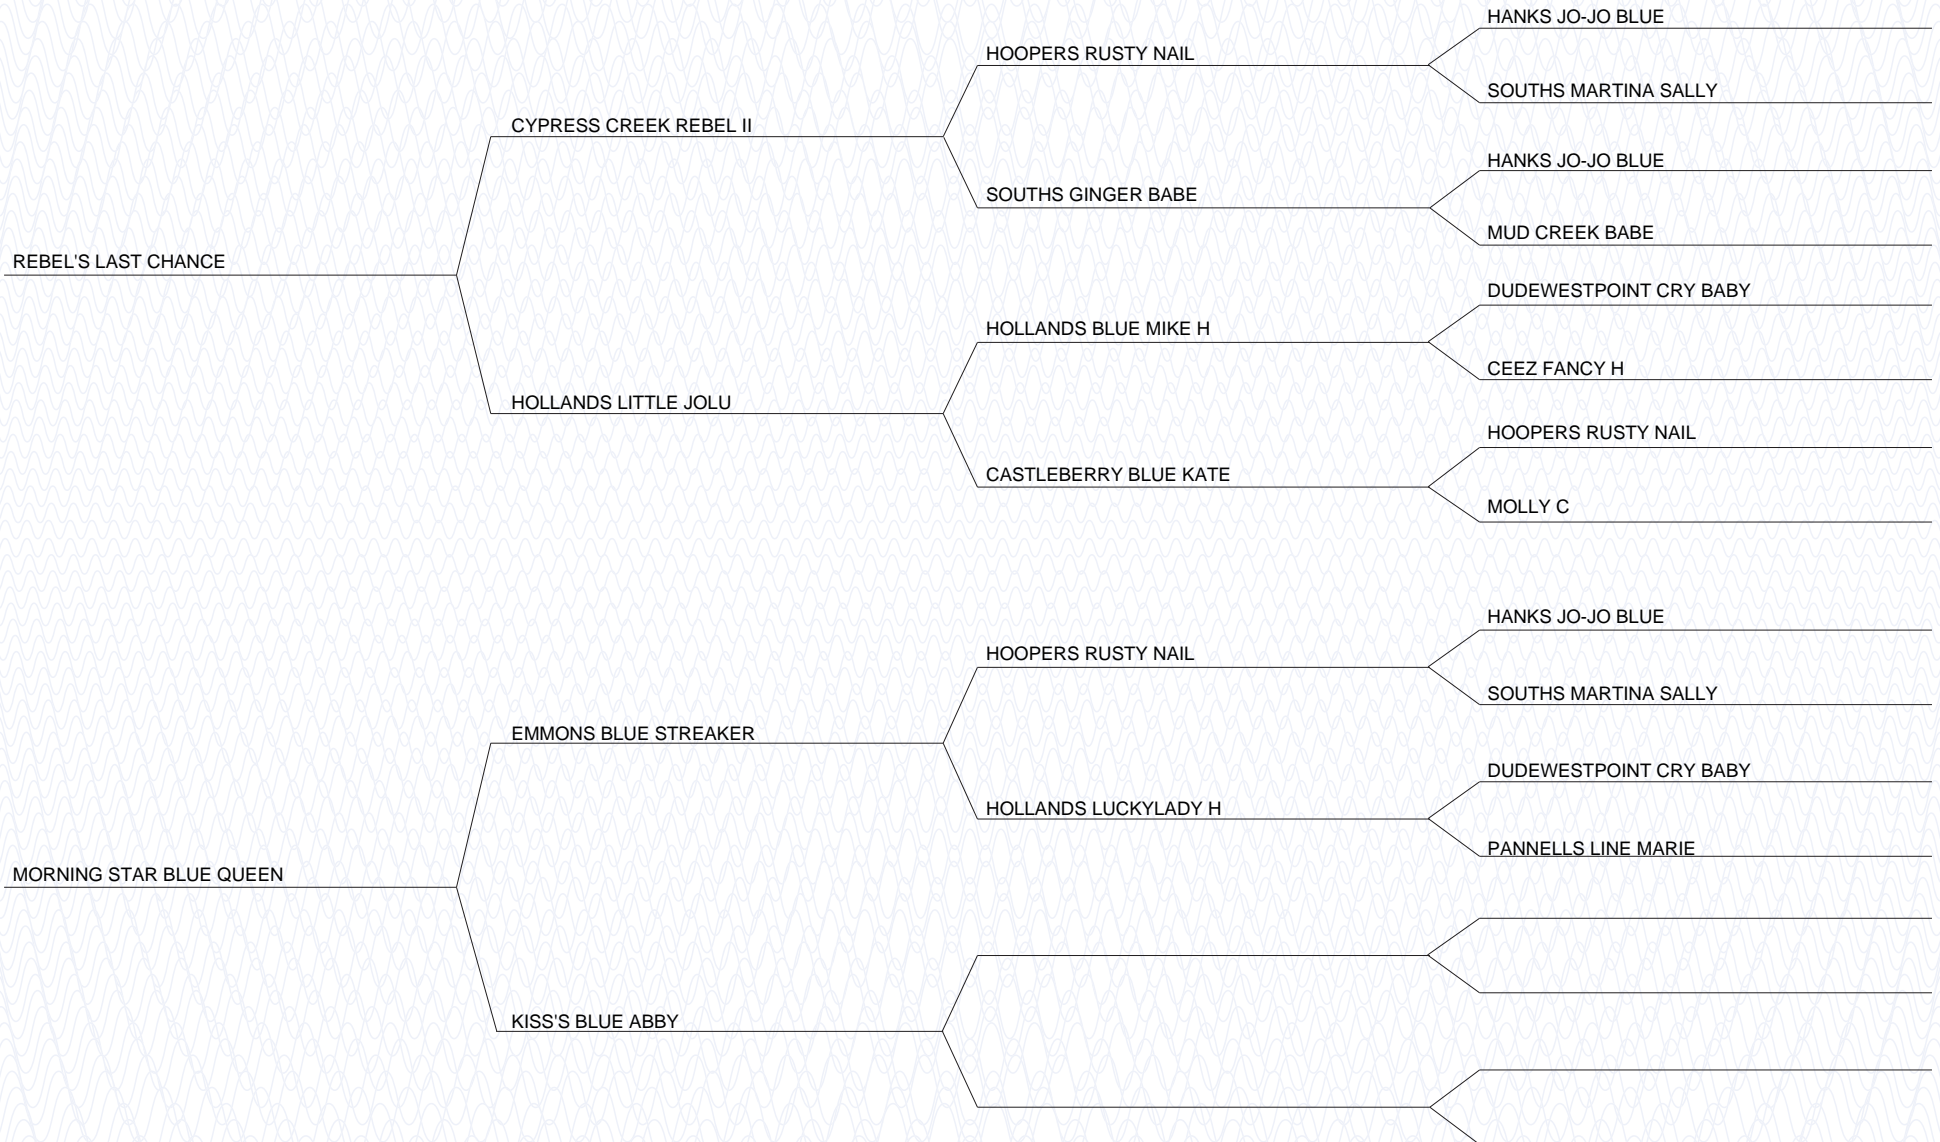 HANKS JO-JO BLUE
HOOPERS RUSTY NAIL
SOUTHS MARTINA SALLY
CYPRESS CREEK REBEL II
HANKS JO-JO BLUE
SOUTHS GINGER BABE
MUD CREEK BABE
REBEL'S LAST CHANCE
DUDEWESTPOINT CRY BABY
HOLLANDS BLUE MIKE H
CEEZ FANCY H
HOLLANDS LITTLE JOLU
HOOPERS RUSTY NAIL
CASTLEBERRY BLUE KATE
MOLLY C
HANKS JO-JO BLUE
HOOPERS RUSTY NAIL
SOUTHS MARTINA SALLY
EMMONS BLUE STREAKER
DUDEWESTPOINT CRY BABY
HOLLANDS LUCKYLADY H
PANNELLS LINE MARIE
MORNING STAR BLUE QUEEN
KISS'S BLUE ABBY